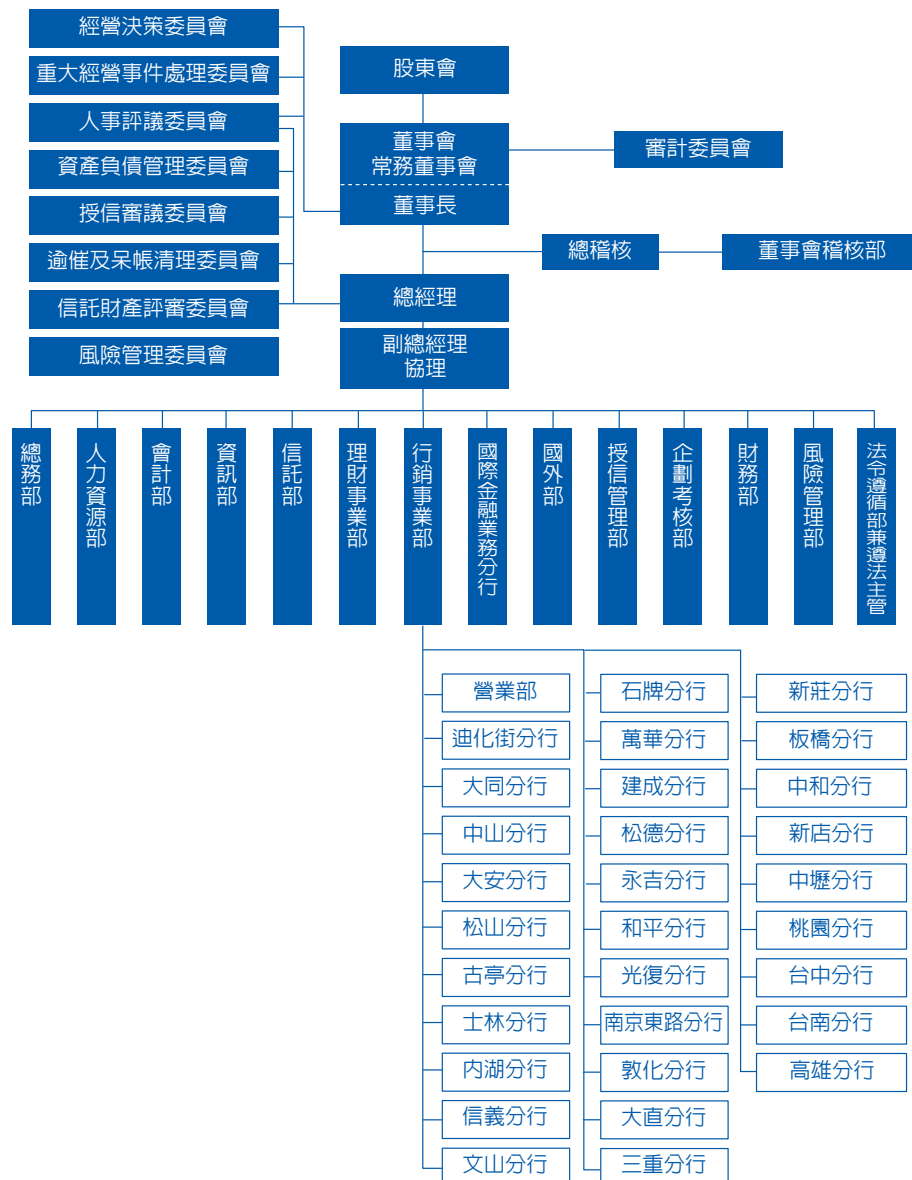 經營決策委員會
重大經營事件處理委員會
人事評議委員會
資產負債管理委員會
授信審議委員會
逾催及呆帳清理委員會
信託財產評審委員會
風險管理委員會
股東會
董事會
常務董事會
董事長
審計委員會
總稽核
董事會稽核部
總經理
副總經理
協理
總務部
人力資源部
會計部
資訊部
信託部
理財事業部
行銷事業部
國際金融業務分行
國外部
授信管理部
企劃考核部
財務部
風險管理部
法令遵循部兼遵法主管
營業部
迪化街分行
大同分行
中山分行
大安分行
松山分行
古亭分行
士林分行
內湖分行
信義分行
文山分行
石牌分行
萬華分行
建成分行
松德分行
永吉分行
和平分行
光復分行
南京東路分行
敦化分行
大直分行
三重分行
新莊分行
板橋分行
中和分行
新店分行
中壢分行
桃園分行
台中分行
台南分行
高雄分行